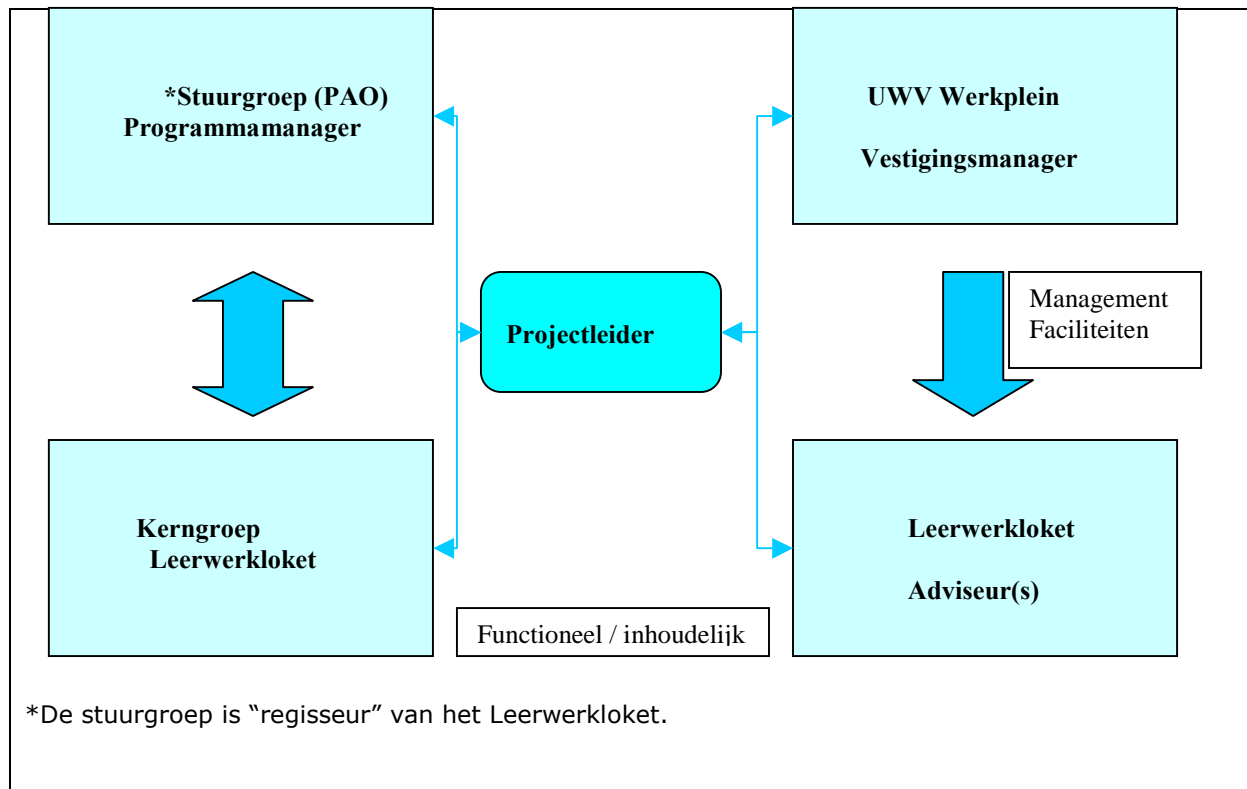 *Stuurgroep (PAO)
Programmamanager
UWV Werkplein
Vestigingsmanager
Management
Faciliteiten
Projectleider
Kerngroep
Leerwerkloket
Leerwerkloket
Adviseur(s)
Functioneel / inhoudelijk
*De stuurgroep is “regisseur” van het Leerwerkloket.